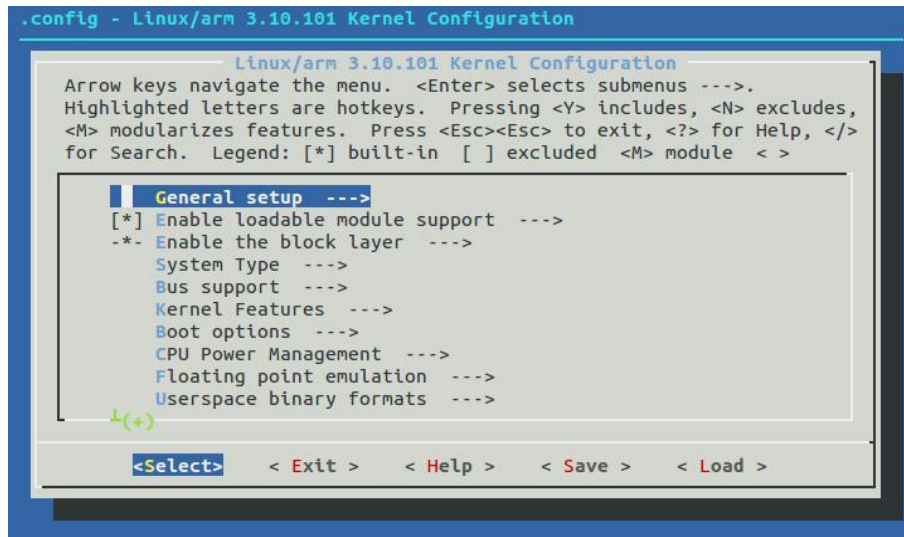 .config - Linux/arm 3.10.101 Kernel Configuration
Linux/arm 3.10.101 Kernel Configuration
Arrow keys navigate the menu.  <Enter> selects submenus --->.
Highlighted letters are hotkeys.  Pressing <Y> includes, <N> excludes,
<M> modularizes features.  Press <Esc><Esc> to exit, <?> for Help, </>
for Search.  Legend: [*] built-in  [ ] excluded  <M> module  < >
General setup  --->
[*] Enable loadable module support  --->
-*- Enable the block layer  --->
System Type  --->
Bus support  --->
Kernel Features  --->
Boot options  --->
CPU Power Management  --->
Floating point emulation  --->
Userspace binary formats  --->
┴(+)
<Select>    < Exit >    < Help >    < Save >    < Load >